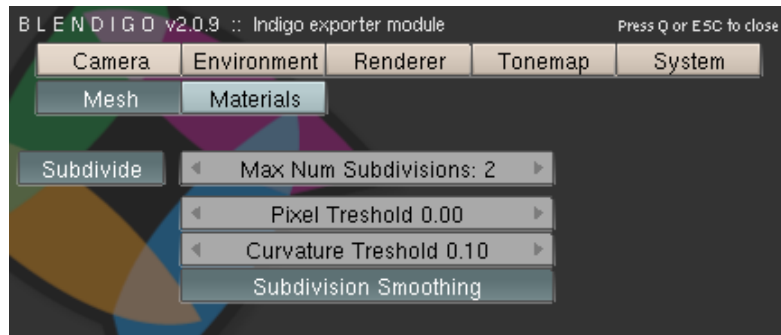 BLENDIGO v2.0.9 :: Indigo exporter module Press Q or ESC to close
Camera Environment Renderer Tonemap System
Mesh Materials
Subdivide Max Num Subdivisions: 2
Pixel Treshold 0.00
Curvature Treshold 0.10
Subdivision Smoothing